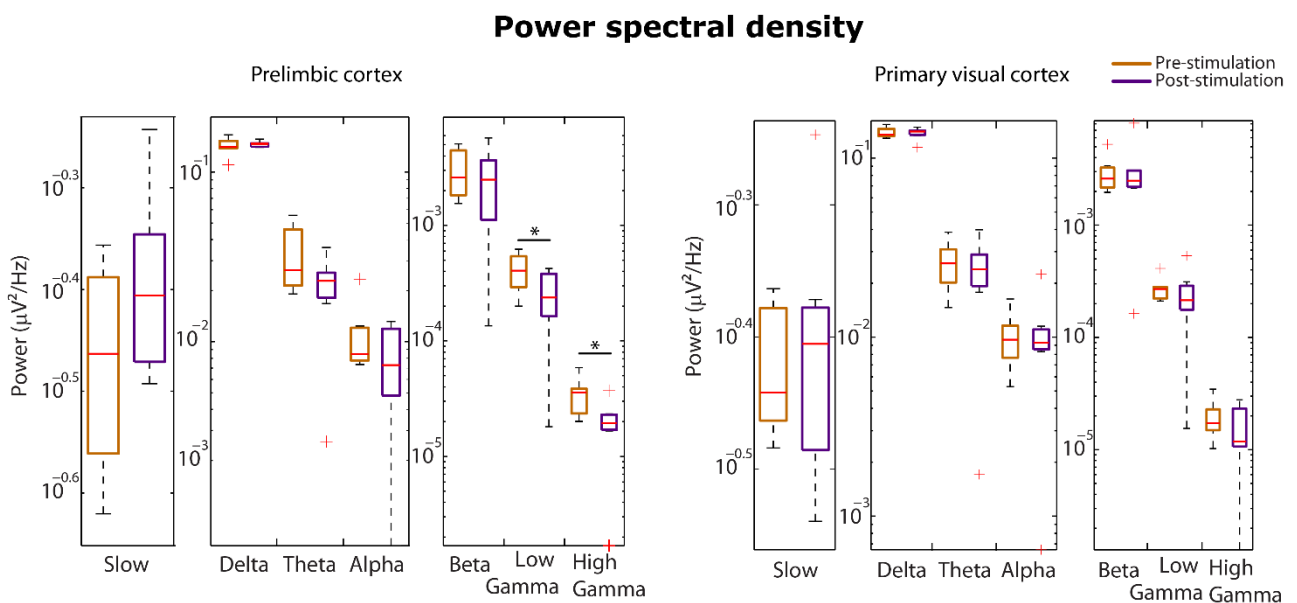 Power spectral density
Prelimbic cortex
Primary visual cortex
Pre-stimulation
Post-stimulation
Power (μV²/Hz)
10⁻⁰·³
10⁻⁰·⁴
10⁻⁰·⁵
10⁻⁰·⁶
Slow
10⁻¹
10⁻²
10⁻³
Delta Theta Alpha
10⁻³
10⁻⁴
10⁻⁵
*
*
Beta Low Gamma
High Gamma
Power (μV²/Hz)
10⁻⁰·³
10⁻⁰·⁴
10⁻⁰·⁵
Slow
10⁻¹
10⁻²
10⁻³
Delta Theta Alpha
10⁻³
10⁻⁴
10⁻⁵
Beta Low Gamma
High Gamma